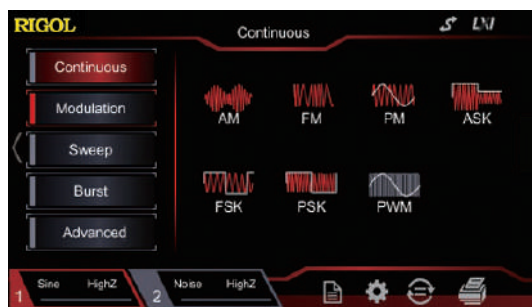 RIGOL
Continuous
LXI
Continuous
Modulation
Sweep
Burst
Advanced
AM
FM
PM
ASK
FSK
PSK
PWM
1 Sine HighZ
2 Noise HighZ